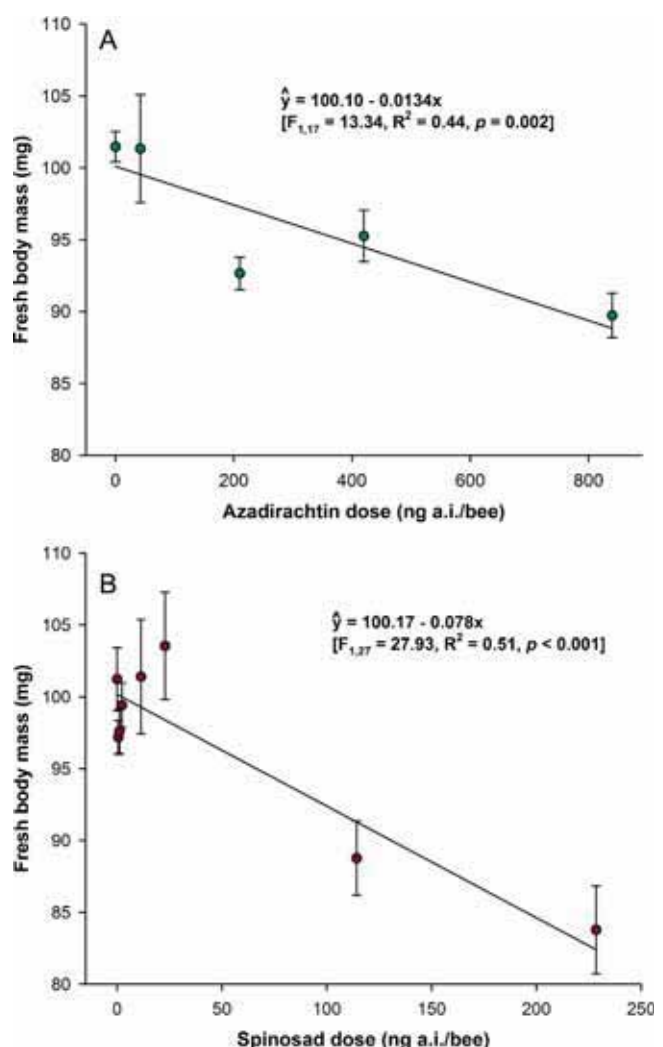 A
110
105
100
95
90
85
80
Fresh body mass (mg)
ŷ = 100.10 - 0.0134x
[F1,17 = 13.34, R² = 0.44, p = 0.002]
0 200 400 600 800
Azadirachtin dose (ng a.i./bee)
B
110
105
100
95
90
85
80
Fresh body mass (mg)
ŷ = 100.17 - 0.078x
[F1,27 = 27.93, R² = 0.51, p < 0.001]
0 50 100 150 200 250
Spinosad dose (ng a.i./bee)